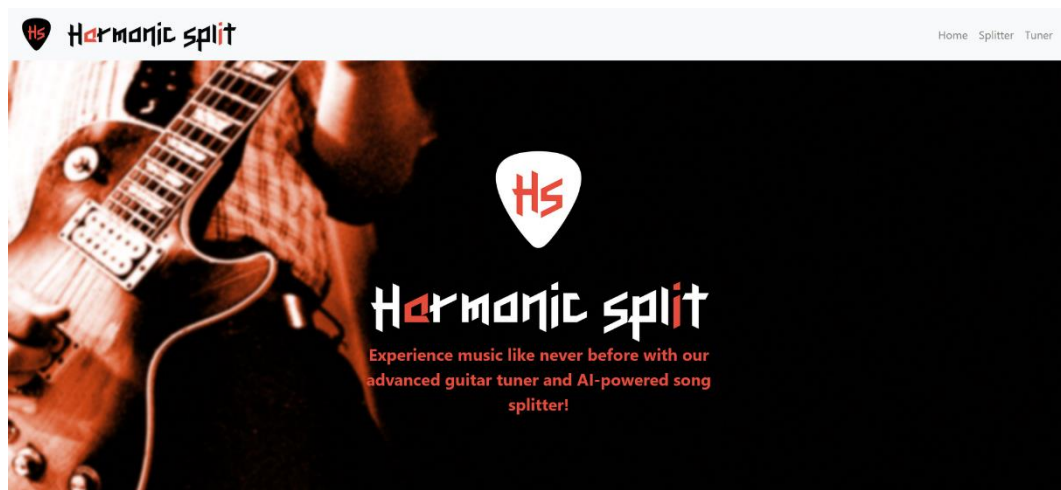 Hs Harmonic split
Home Splitter Tuner
Hs
Harmonic split
Experience music like never before with our
advanced guitar tuner and AI-powered song
splitter!